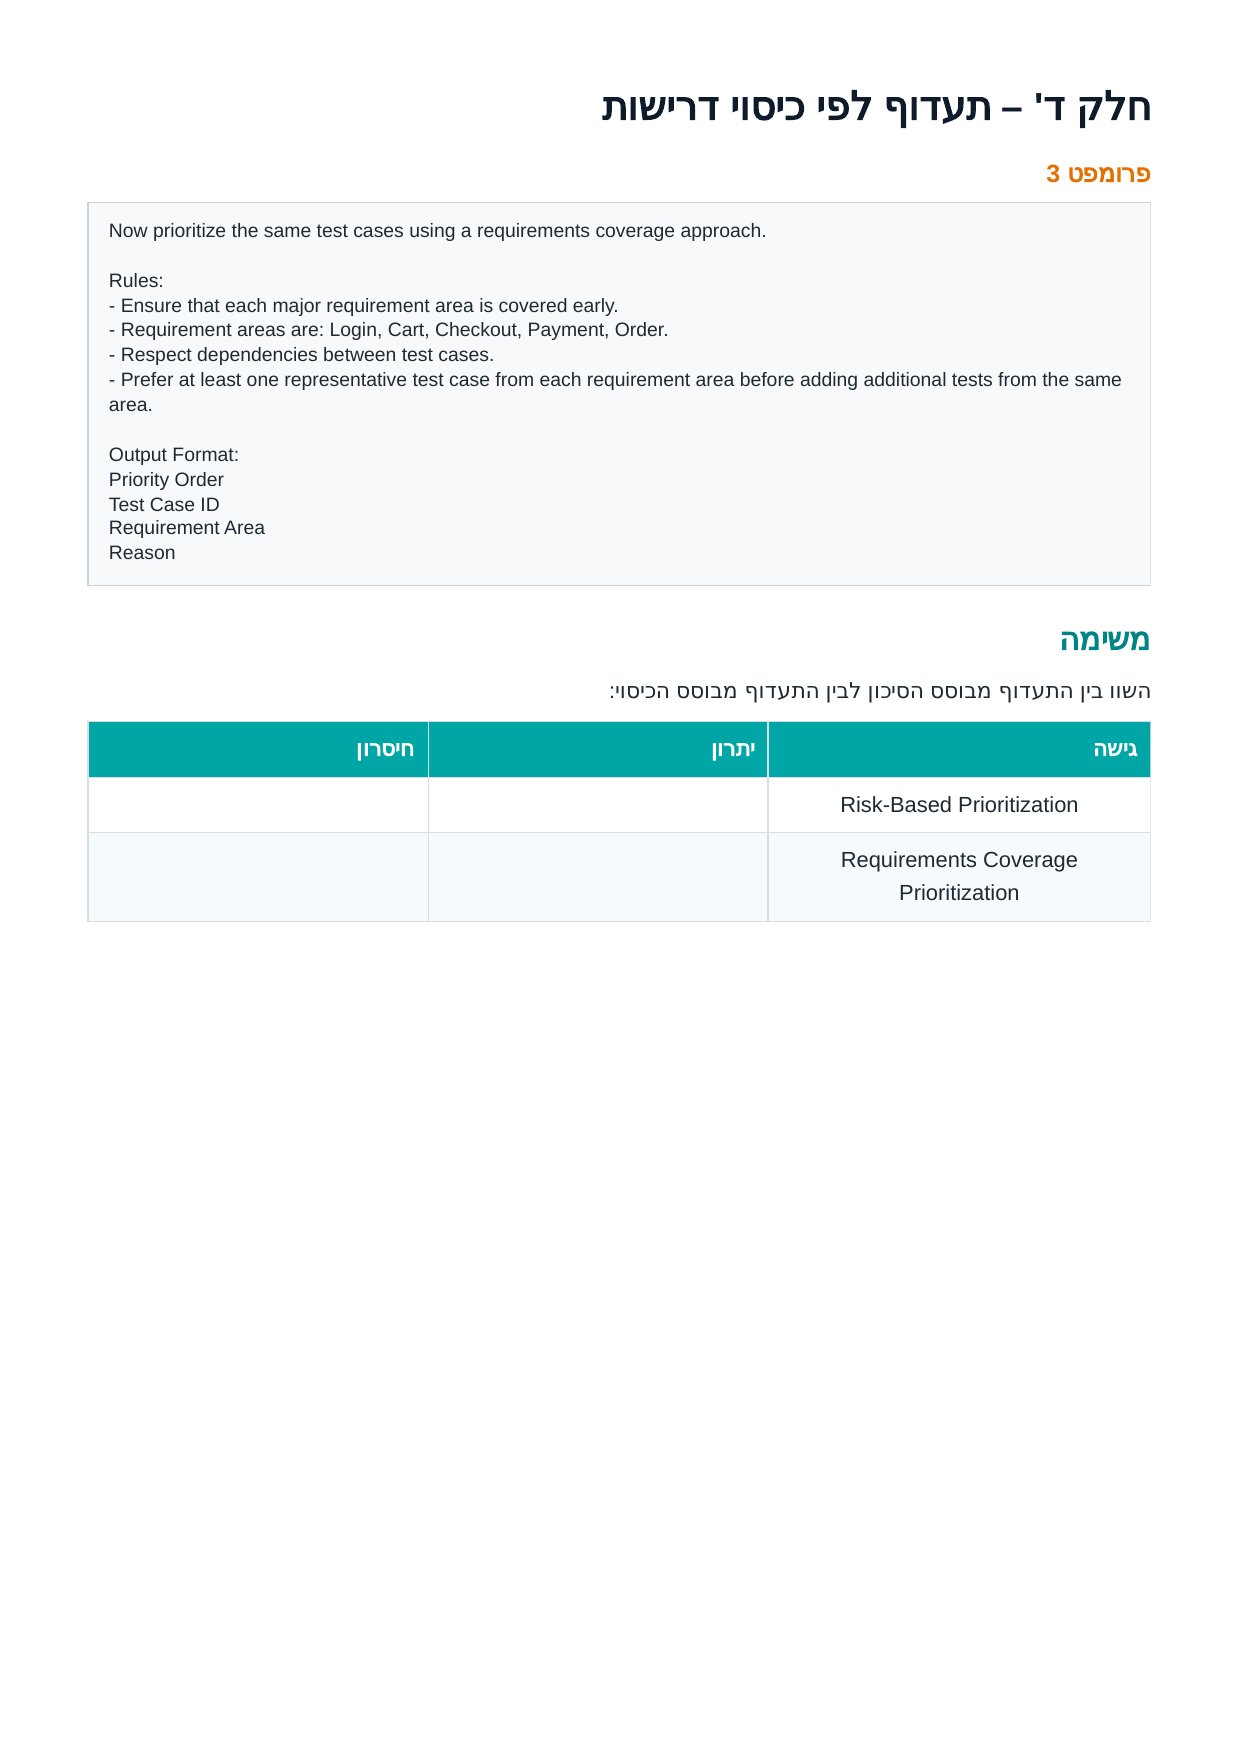 חלק ד' – תעדוף לפי כיסוי דרישות
פרומפט 3
Now prioritize the same test cases using a requirements coverage approach.
Rules:
- Ensure that each major requirement area is covered early.
- Requirement areas are: Login, Cart, Checkout, Payment, Order.
- Respect dependencies between test cases.
- Prefer at least one representative test case from each requirement area before adding additional tests from the same
area.
Output Format:
Priority Order
Test Case ID
Requirement Area
Reason
משימה
השוו בין התעדוף מבוסס הסיכון לבין התעדוף מבוסס הכיסוי:
גישה יתרון חיסרון
Risk-Based Prioritization
Requirements Coverage
Prioritization